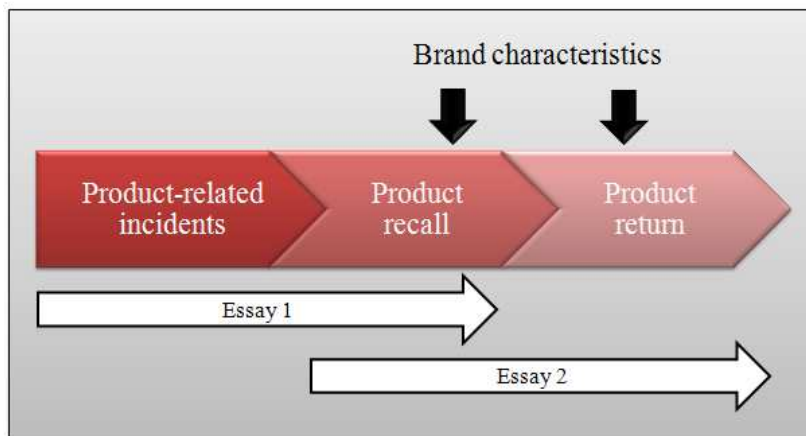 Brand characteristics
Product-related
incidents
Product
recall
Product
return
Essay 1
Essay 2